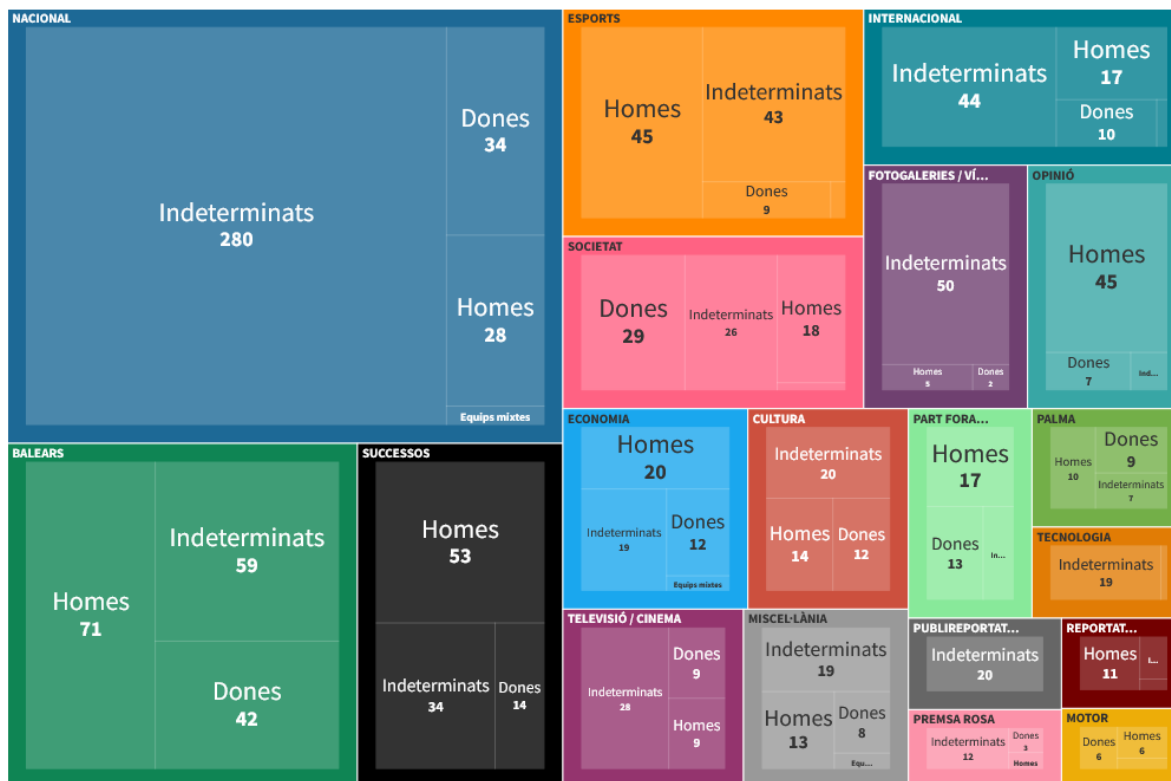 NACIONAL
Indeterminats
280
Dones
34
Homes
28
Equips mixtes
ESPORTS
Homes
45
Indeterminats
43
Dones
9
INTERNACIONAL
Indeterminats
44
Homes
17
Dones
10
SOCIETAT
Dones
29
Indeterminats
26
Homes
18
FOTOGALERIES / VÍ...
Indeterminats
50
Homes
5
Dones
2
OPINIÓ
Homes
45
Dones
7
Ind...
BALEARS
Homes
71
Indeterminats
59
Dones
42
SUCCESSOS
Homes
53
Indeterminats
34
Dones
14
ECONOMIA
Homes
20
Indeterminats
19
Dones
12
Equips mixtes
CULTURA
Indeterminats
20
Homes
14
Dones
12
PART FORA...
Homes
17
Dones
13
In...
PALMA
Homes
10
Dones
9
Indeterminats
7
TECNOLOGIA
Indeterminats
19
TELEVISIÓ / CINEMA
Indeterminats
28
Dones
9
Homes
9
MISCEL·LÀNIA
Indeterminats
19
Homes
13
Dones
8
Equ...
PUBLIREPORTAT...
Indeterminats
20
REPORTAT...
Homes
11
I...
PREMSA ROSA
Indeterminats
12
Dones
3
Homes
MOTOR
Dones
6
Homes
6